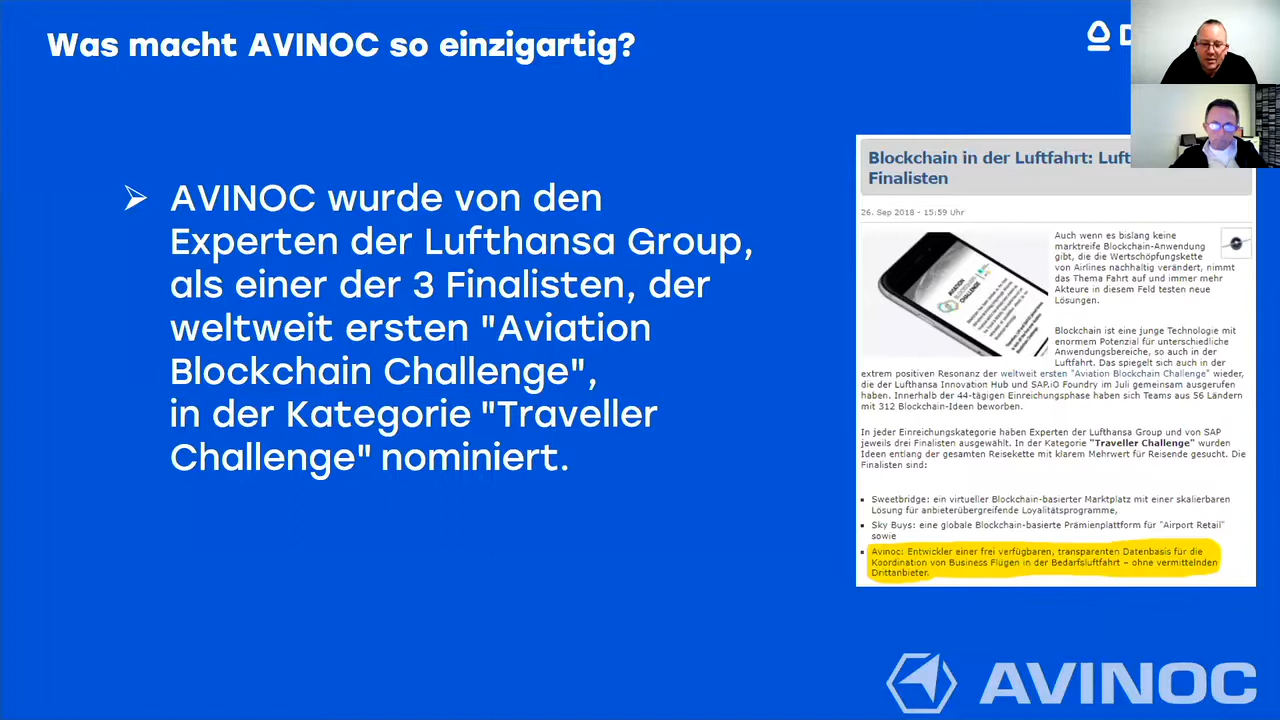 Was macht AVINOC so einzigartig?
AVINOC wurde von den
Experten der Lufthansa Group,
als einer der 3 Finalisten, der
weltweit ersten "Aviation
Blockchain Challenge",
in der Kategorie "Traveller
Challenge" nominiert.
Blockchain in der Luftfahrt:
Finalisten
26. Sep 2018 - 15:59 Uhr
AVIATION
BLOCKCHAIN
CHALLENGE
Auch wenn es bislang keine
marktreife Blockchain-Anwendung
gibt, die die Wertschöpfungskette
von Airlines nachhaltig verändert, nimmt
das Thema Fahrt auf und immer mehr
Akteure in diesem Feld testen neue
Lösungen.
Blockchain ist eine junge Technologie mit
enormem Potenzial für unterschiedliche
Anwendungsbereiche, so auch in der
Luftfahrt. Das spiegelt sich auch in der
extrem positiven Resonanz der weltweit ersten "Aviation Blockchain Challenge" wieder,
die der Lufthansa Innovation Hub und SAP.iO Foundry im Juli gemeinsam ausgerufen
haben. Innerhalb der 44-tägigen Einreichungsphase haben sich Teams aus 56 Ländern
mit 312 Blockchain-Ideen beworben.
In jeder Einreichungskategorie haben Experten der Lufthansa Group und von SAP
jeweils drei Finalisten ausgewählt. In der Kategorie "Traveller Challenge" wurden
Ideen entlang der gesamten Reisekette mit klarem Mehrwert für Reisende gesucht. Die
Finalisten sind:
Sweetbridge: ein virtueller Blockchain-basierter Marktplatz mit einer skalierbaren
Lösung für anbieterübergreifende Loyalitätsprogramme,
Sky Buys: eine globale Blockchain-basierte Prämienplattform für "Airport Retail"
sowie
Avinoc: Entwickler einer frei verfügbaren, transparenten Datenbasis für die
Koordination von Business Flügen in der Bedarfsluftfahrt – ohne vermittelnden
Drittanbieter.
AVINOC